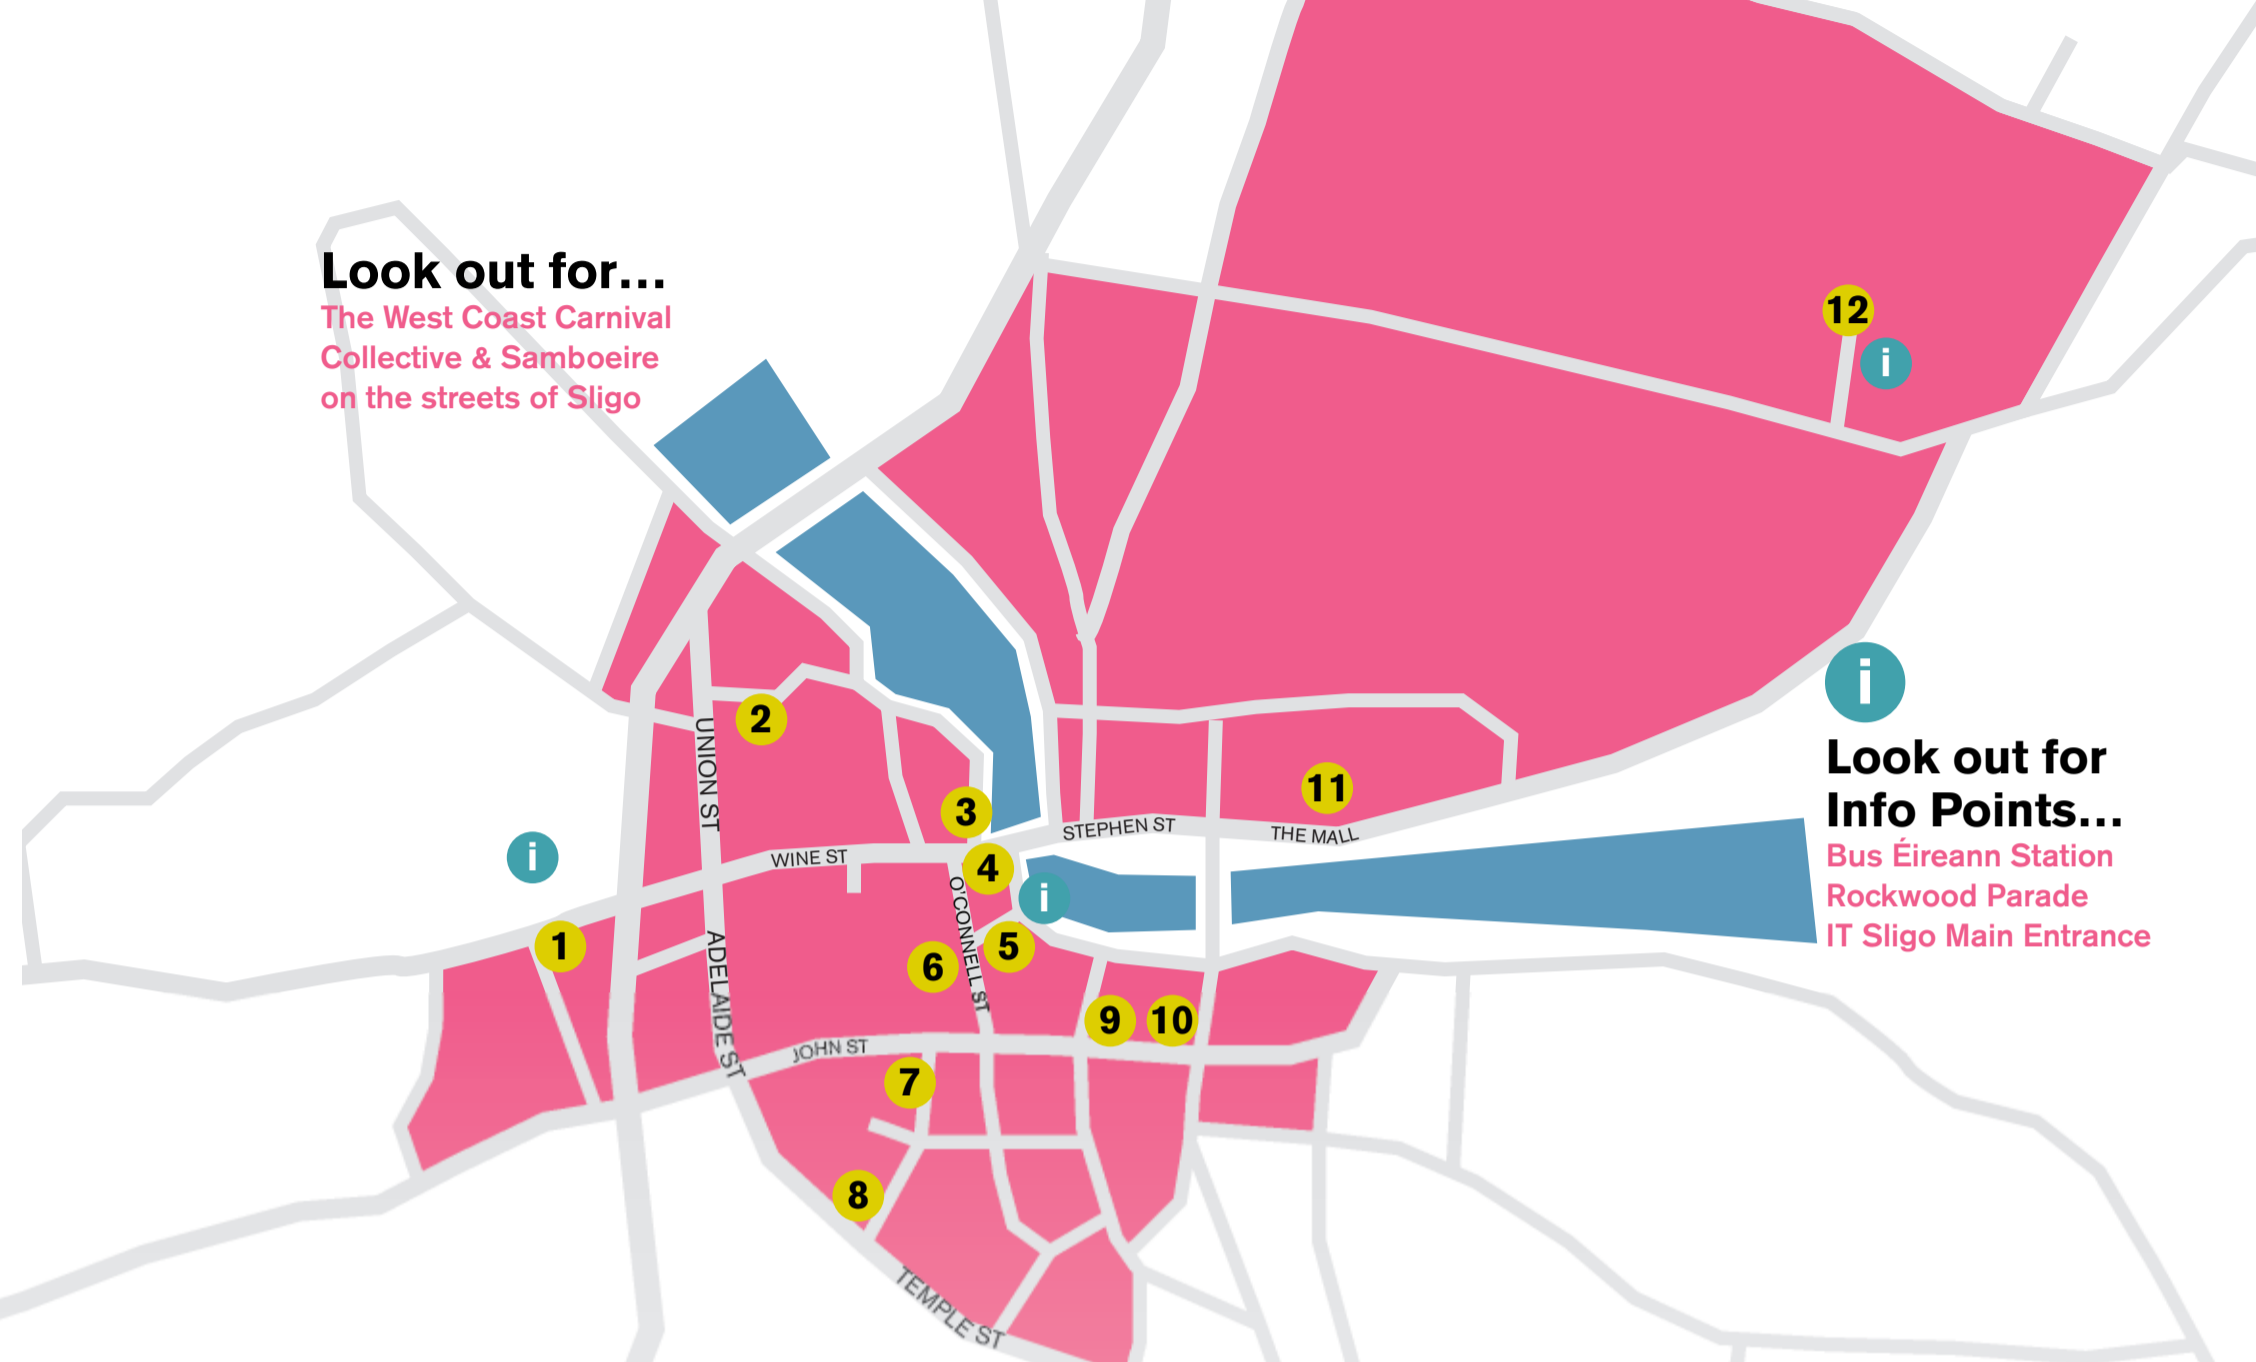 Look out for...
The West Coast Carnival
Collective & Samboeire
on the streets of Sligo
12
i
i
Look out for
Info Points...
Bus Éireann Station
Rockwood Parade
IT Sligo Main Entrance
2
UNION ST
11
3
STEPHEN ST
THE MALL
WINE ST
4
i
O'CONNELL ST
i
1
5
6
ADELAIDE ST
9
10
JOHN ST
7
8
TEMPLE ST